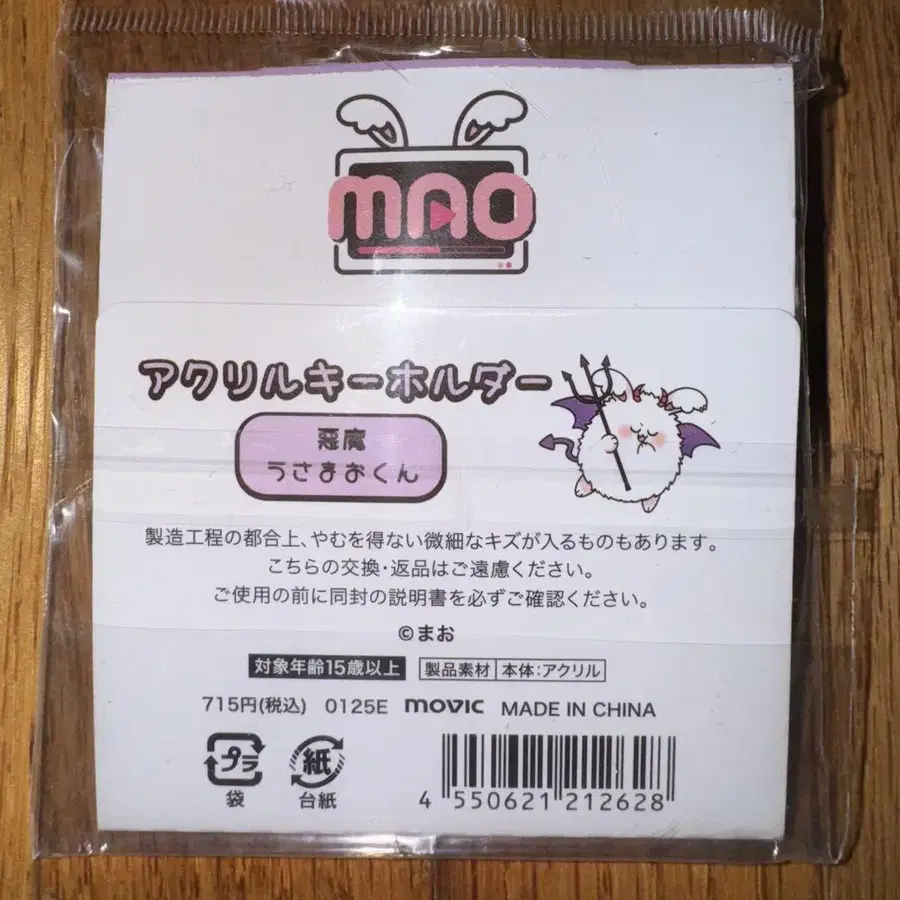 mao
アクリルキーホルダー
悪魔
うさまおくん
製造工程の都合上、やむを得ない微細なキズが入るものもあります。
こちらの交換・返品はご遠慮ください。
ご使用の前に同封の説明書を必ずご確認ください。
©まお
対象年齢15歳以上 製品素材 本体：アクリル
715円(税込) 0125E movic MADE IN CHINA
プラ 紙
袋 台紙
4 550621 212628